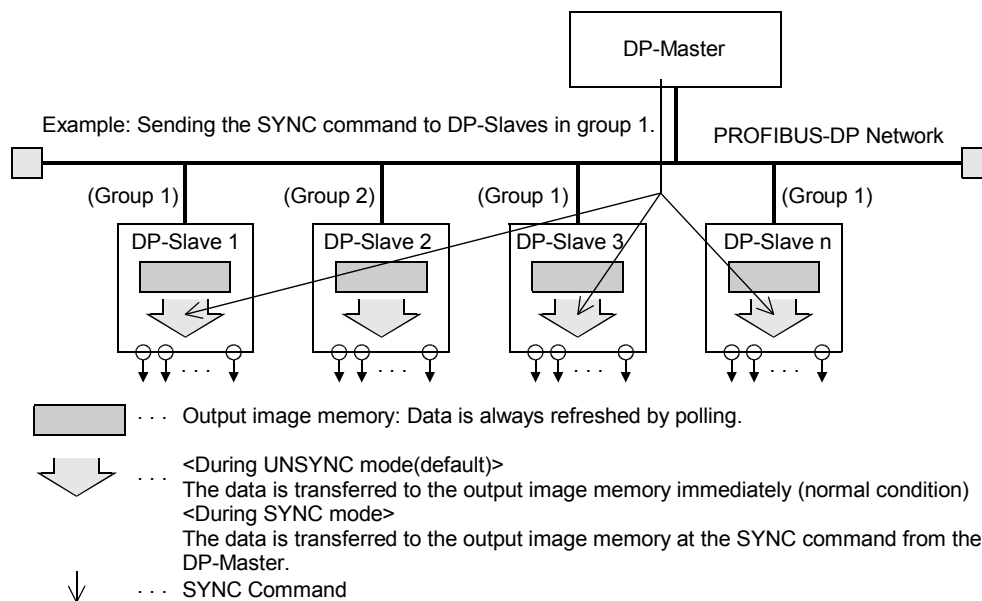 DP-Master
Example: Sending the SYNC command to DP-Slaves in group 1.
PROFIBUS-DP Network
(Group 1)
(Group 2)
(Group 1)
(Group 1)
DP-Slave 1
DP-Slave 2
DP-Slave 3
DP-Slave n
. . .
. . .
. . .
. . .
. . . Output image memory: Data is always refreshed by polling.
. . . <During UNSYNC mode(default)>
The data is transferred to the output image memory immediately (normal condition)
<During SYNC mode>
The data is transferred to the output image memory at the SYNC command from the
DP-Master.
. . . SYNC Command